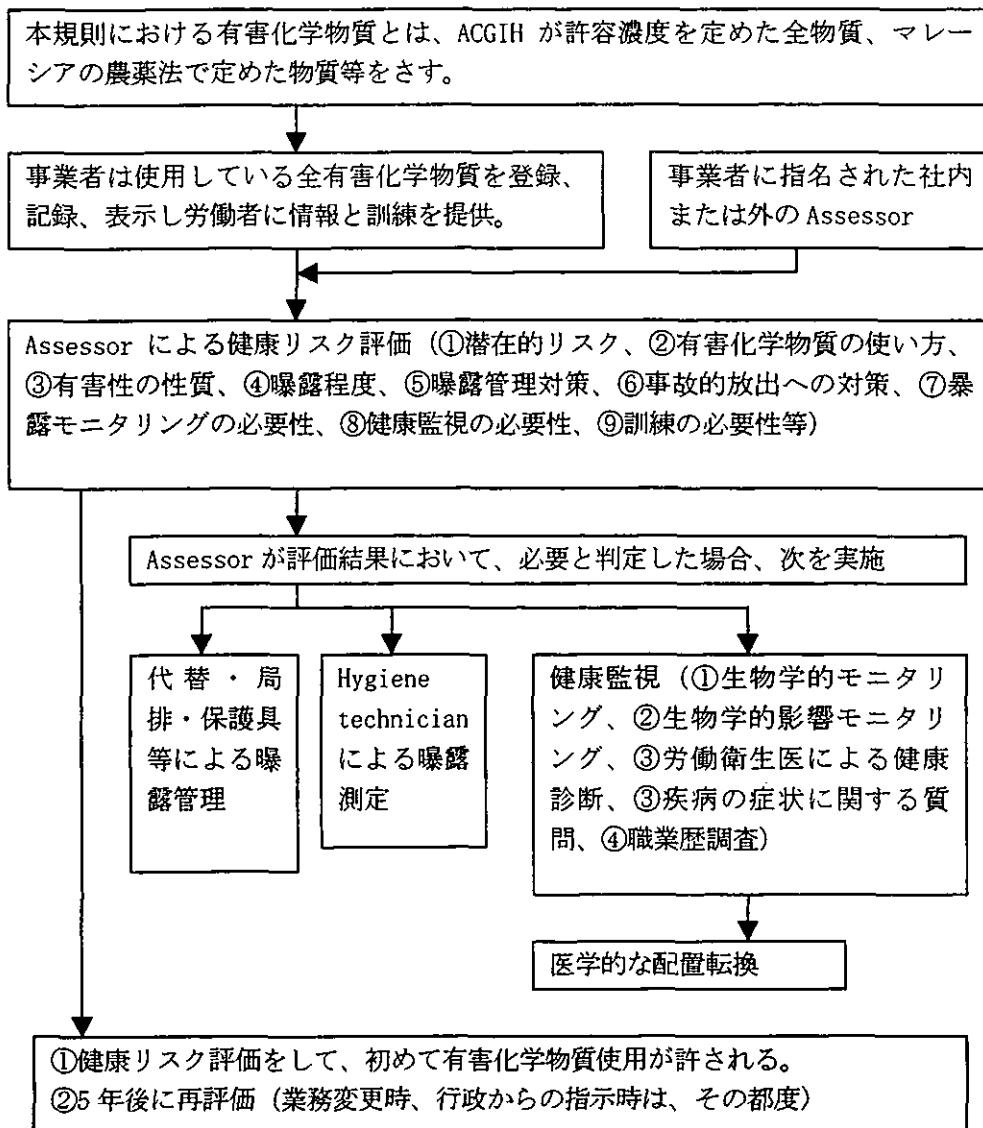 本規則における有害化学物質とは、ACGIH が許容濃度を定めた全物質、マレー
シアの農薬法で定めた物質等をさす。
事業者は使用している全有害化学物質を登録、
記録、表示し労働者に情報と訓練を提供。
事業者に指名された社内
または外の Assessor
Assessor による健康リスク評価（①潜在的リスク、②有害化学物質の使い方、
③有害性の性質、④曝露程度、⑤曝露管理対策、⑥事故的放出への対策、⑦暴
露モニタリングの必要性、⑧健康監視の必要性、⑨訓練の必要性等）
Assessor が評価結果において、必要と判定した場合、次を実施
代替・局
排・保護具
等による曝
露管理
Hygiene
technician
による曝露
測定
健康監視（①生物学的モニタリ
ング、②生物学的影響モニタリ
ング、③労働衛生医による健康
診断、③疾病の症状に関する質
問、④職業歴調査）
医学的な配置転換
①健康リスク評価をして、初めて有害化学物質使用が許される。
②5 年後に再評価（業務変更時、行政からの指示時は、その都度）